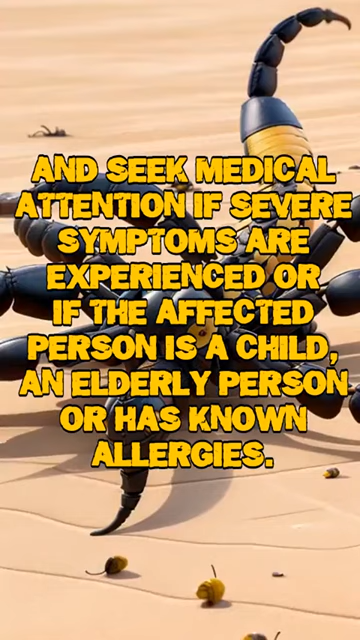 AND SEEK MEDICAL
ATTENTION IF SEVERE
SYMPTOMS ARE
EXPERIENCED OR
IF THE AFFECTED
PERSON IS A CHILD,
AN ELDERLY PERSON
OR HAS KNOWN
ALLERGIES.